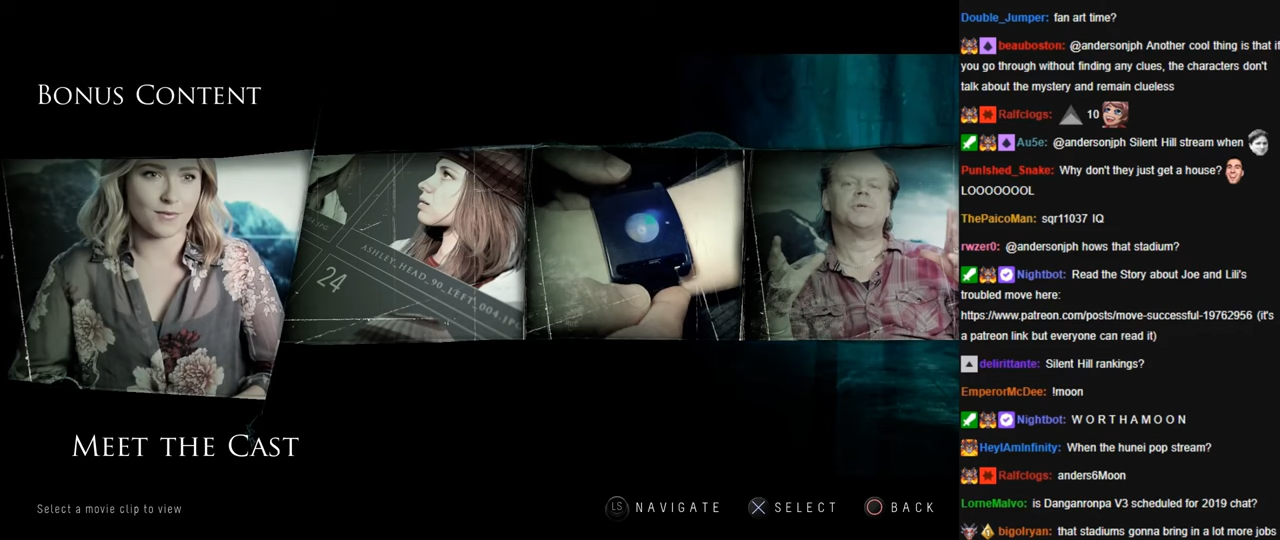 BONUS CONTENT
24
ASHLEY_HEAD_90_LEFT_004.JP
MEET THE CAST
Select a movie clip to view
LS NAVIGATE SELECT BACK
Double_Jumper: fan art time?
beauboston: @andersonjph Another cool thing is that if
you go through without finding any clues, the characters don't
talk about the mystery and remain clueless
Ralfclogs: 10
Au5e: @andersonjph Silent Hill stream when
Pun1shed_Snake: Why don't they just get a house?
LOOOOOOOL
ThePaicoMan: sqr11037 IQ
rwzer0: @andersonjph hows that stadium?
Nightbot: Read the Story about Joe and Lili's
troubled move here:
https://www.patreon.com/posts/move-successful-19762956 (it's
a patreon link but everyone can read it)
delirittante: Silent Hill rankings?
EmperorMcDee: !moon
Nightbot: W O R T H A M O O N
HeyIAmInfinity: When the hunei pop stream?
Ralfclogs: anders6Moon
LorneMalvo: is Danganronpa V3 scheduled for 2019 chat?
bigolryan: that stadiums gonna bring in a lot more jobs